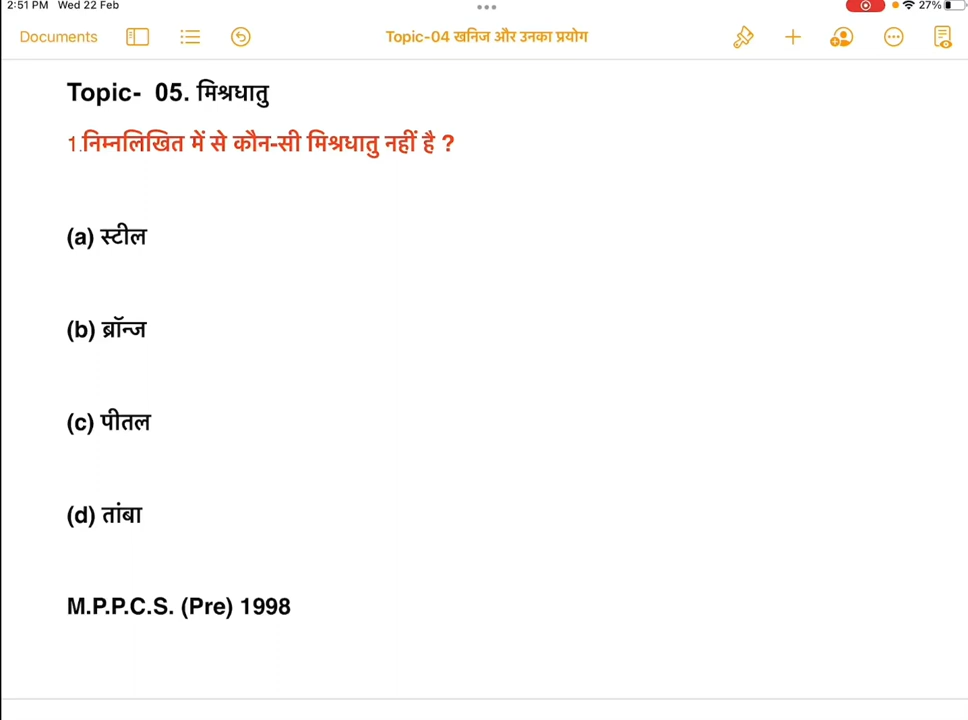 2:51 PM Wed 22 Feb 27%
Documents Topic-04 खनिज और उनका प्रयोग
Topic- 05. मिश्रधातु
1.निम्नलिखित में से कौन-सी मिश्रधातु नहीं है ?
(a) स्टील
(b) ब्रॉन्ज
(c) पीतल
(d) तांबा
M.P.P.C.S. (Pre) 1998